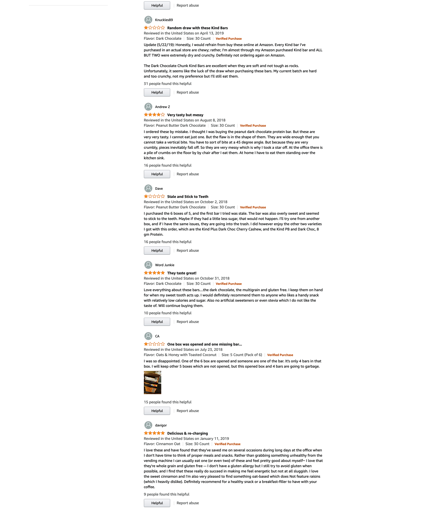 Helpful Report abuse
Knuckledlt
Random draw with these Kind Bars
Reviewed in the United States on April 15, 2019
Flavor: Dark Chocolate Size: 30 Count Verified Purchase
Update (5/22/19): Honestly, I would refrain from buy these online at Amazon. Every Kind bar I've
purchased in an actual store are chewy; rather, I'm almost through my Amazon purchased Kind bar and ALL
BUT TWO were extremely dry and crunchy. Definitely not ordering again on Amazon.
The Dark Chocolate Kind Bars are excellent when they are soft and not tough as rocks.
Unfortunately, it seems like the luck of the draw when purchasing these bars. My current batch are hard
and too crunchy, not my preference but I'll still eat them.
21 people found this helpful
Helpful Report abuse
Andrew Z
Very tasty but messy
Reviewed in the United States on August 8, 2018
Flavor: Peanut Butter Dark Chocolate Size: 30 Count Verified Purchase
I ordered these by mistake. I thought I was buying the peanut dark chocolate protein bar. But these are
very very tasty. I cannot eat just one. But the flaw is in the shape of them. They are wide enough that you
cannot take a vertical bite. You have to sort of bite at a 45 degree angle. But because they are very
crumbly, pieces inevitably fall off. So they are very messy which is why I took a star off. At the office there is
a pile of crumbs on the floor by my chair after I eat them. At home I have to eat them standing over the
kitchen sink.
16 people found this helpful
Helpful Report abuse
Dave
Stale and Stick to Teeth
Reviewed in the United States on October 2, 2018
Flavor: Peanut Butter Dark Chocolate Size: 30 Count Verified Purchase
I purchased the 6 boxes of 5, and the first bar I tried was stale. The bar was also overly sweet and seemed
to stick to the teeth. Maybe if they had a little less sugar, that would not happen. I'll try one from another
box, and if I have the same issues, they are going into the trash. I did however enjoy the other two varieties
I got with this order, which are the Kind Plus Dark Choc Cherry Cashew, and the Kind PB and Dark Choc, 8
gm Protein.
16 people found this helpful
Helpful Report abuse
Word Junkie
They taste great!
Reviewed in the United States on October 31, 2018
Flavor: Dark Chocolate Size: 30 Count Verified Purchase
Love everything about these bars...the dark chocolate, the multigrain and gluten free. I keep them on hand
for when my sweet tooth acts up. I would definitely recommend them to anyone who likes a handy snack
with relatively low calories and sugar. Also no artificial sweeteners or even stevia which I do not like the
taste of. Will continue buying them.
16 people found this helpful
Helpful Report abuse
CA
One box was opened and one missing bar...
Reviewed in the United States on July 23, 2018
Flavor: Oats & Honey with Toasted Coconut Size: 5 Count (Pack of 6) Verified Purchase
I was so disappointed. One of the 6 box are opened and someone ate one of the bar. It's only 4 bars in that
box. I will keep other 5 boxes which are not opened, but this opened box and 4 bars are going to garbage.
15 people found this helpful
Helpful Report abuse
Delicious & re-charging
Reviewed in the United States on January 11, 2019
Flavor: Cinnamon Oat Size: 30 Count Verified Purchase
I love these and have found that they've saved me on several occasions during long days at the office when
I don't have time to think of proper meals and snacks. Rather than grabbing something unhealthy from the
vending machine I can usually eat one (or even two) of these and feel pretty good about myself– I love that
they're whole grain and gluten free -- I don't have a gluten allergy but I still try to avoid gluten when
possible, and I find that these really do succeed in making me feel energetic but not at all sluggish. I love
the sweet cinnamon and I'm also very pleased to find something oat-based which does Not feature raisins
(which I heavily dislike). Definitely recommend for a healthy snack or a breakfast filler to have with your
coffee.
9 people found this helpful
Helpful Report abuse